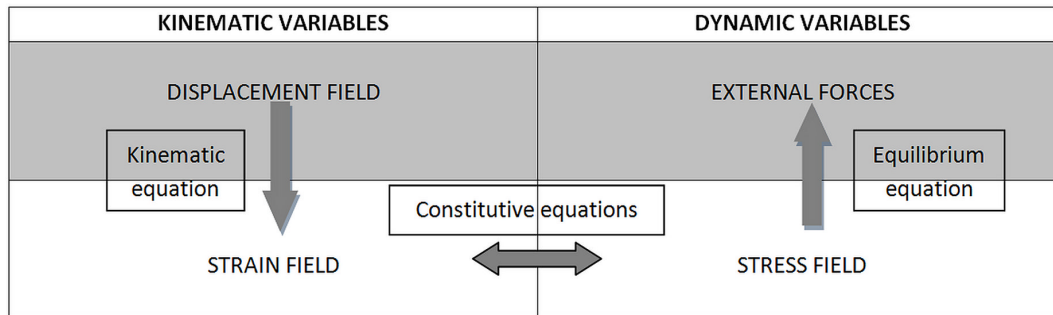 KINEMATIC VARIABLES
DYNAMIC VARIABLES
DISPLACEMENT FIELD
EXTERNAL FORCES
Kinematic
equation
Equilibrium
equation
Constitutive equations
STRAIN FIELD
STRESS FIELD